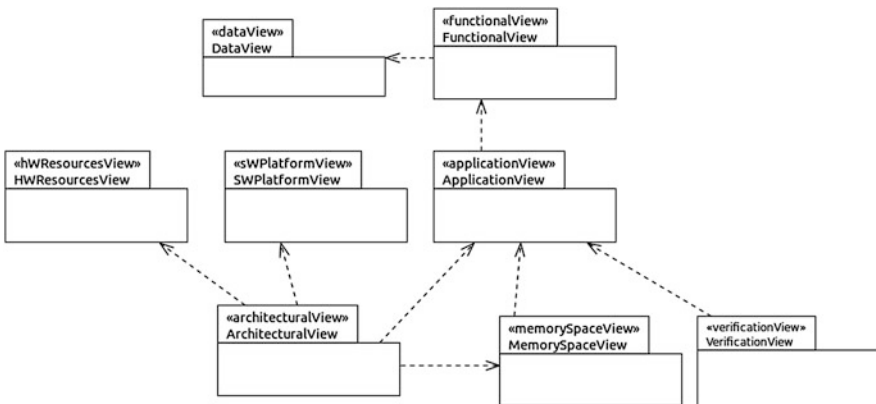 «dataView»
DataView
«functionalView»
FunctionalView
«hWResourcesView»
HWResourcesView
«sWPlatformView»
SWPlatformView
«applicationView»
ApplicationView
«architecturalView»
ArchitecturalView
«memorySpaceView»
MemorySpaceView
«verificationView»
VerificationView